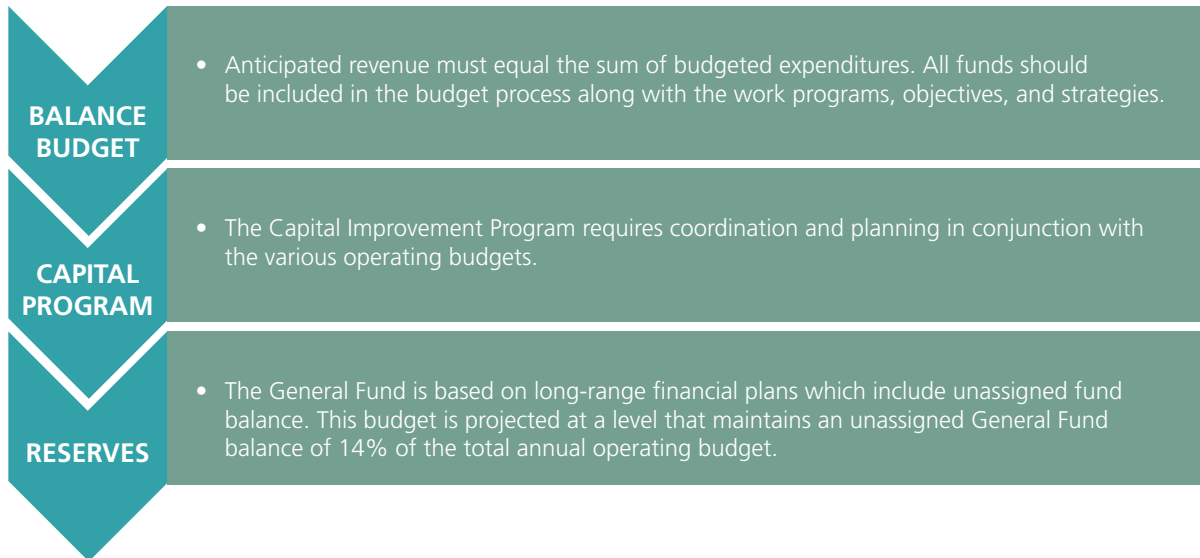 BALANCE
BUDGET
• Anticipated revenue must equal the sum of budgeted expenditures. All funds should
be included in the budget process along with the work programs, objectives, and strategies.
CAPITAL
PROGRAM
• The Capital Improvement Program requires coordination and planning in conjunction with
the various operating budgets.
RESERVES
• The General Fund is based on long-range financial plans which include unassigned fund
balance. This budget is projected at a level that maintains an unassigned General Fund
balance of 14% of the total annual operating budget.